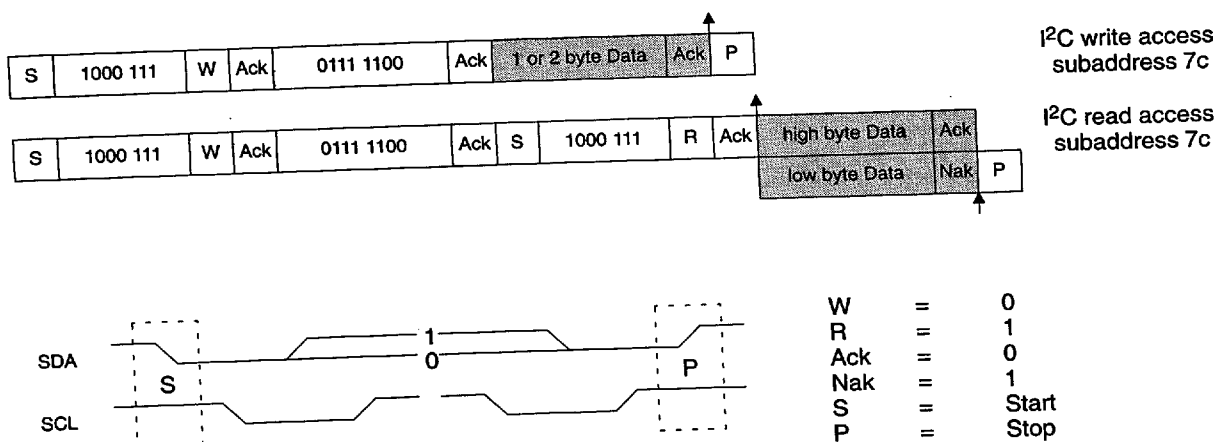 S 1000 111 W Ack 0111 1100 Ack 1 or 2 byte Data Ack P
I²C write access
subaddress 7c
S 1000 111 W Ack 0111 1100 Ack S 1000 111 R Ack high byte Data Ack
low byte Data Nak P
I²C read access
subaddress 7c
SDA
S
1
0
P
SCL
W = 0
R = 1
Ack = 0
Nak = 1
S = Start
P = Stop